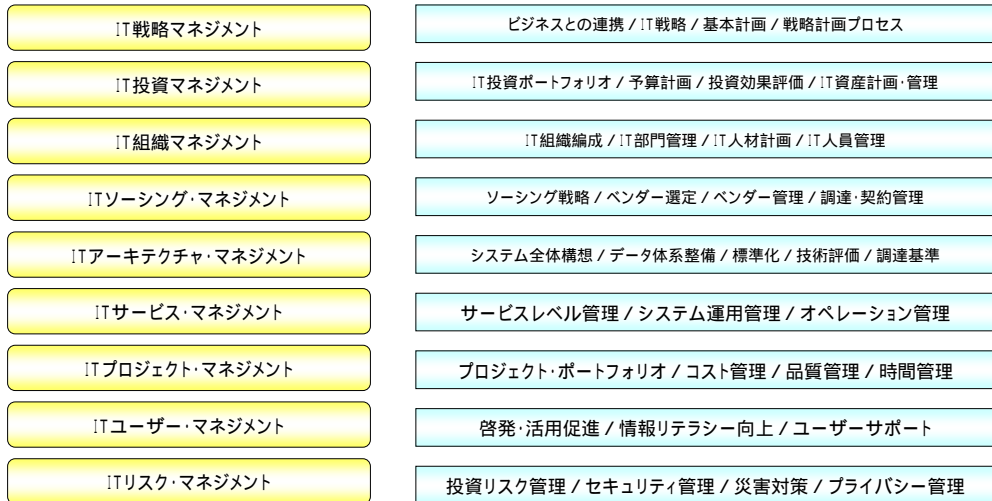 IT戦略マネジメント
ビジネスとの連携 / IT戦略 / 基本計画 / 戦略計画プロセス
IT投資マネジメント
IT投資ポートフォリオ / 予算計画 / 投資効果評価 / IT資産計画・管理
IT組織マネジメント
IT組織編成 / IT部門管理 / IT人材計画 / IT人員管理
ITソーシング・マネジメント
ソーシング戦略 / ベンダー選定 / ベンダー管理 / 調達・契約管理
ITアーキテクチャ・マネジメント
システム全体構想 / データ体系整備 / 標準化 / 技術評価 / 調達基準
ITサービス・マネジメント
サービスレベル管理 / システム運用管理 / オペレーション管理
ITプロジェクト・マネジメント
プロジェクト・ポートフォリオ / コスト管理 / 品質管理 / 時間管理
ITユーザー・マネジメント
啓発・活用促進 / 情報リテラシー向上 / ユーザーサポート
ITリスク・マネジメント
投資リスク管理 / セキュリティ管理 / 災害対策 / プライバシー管理